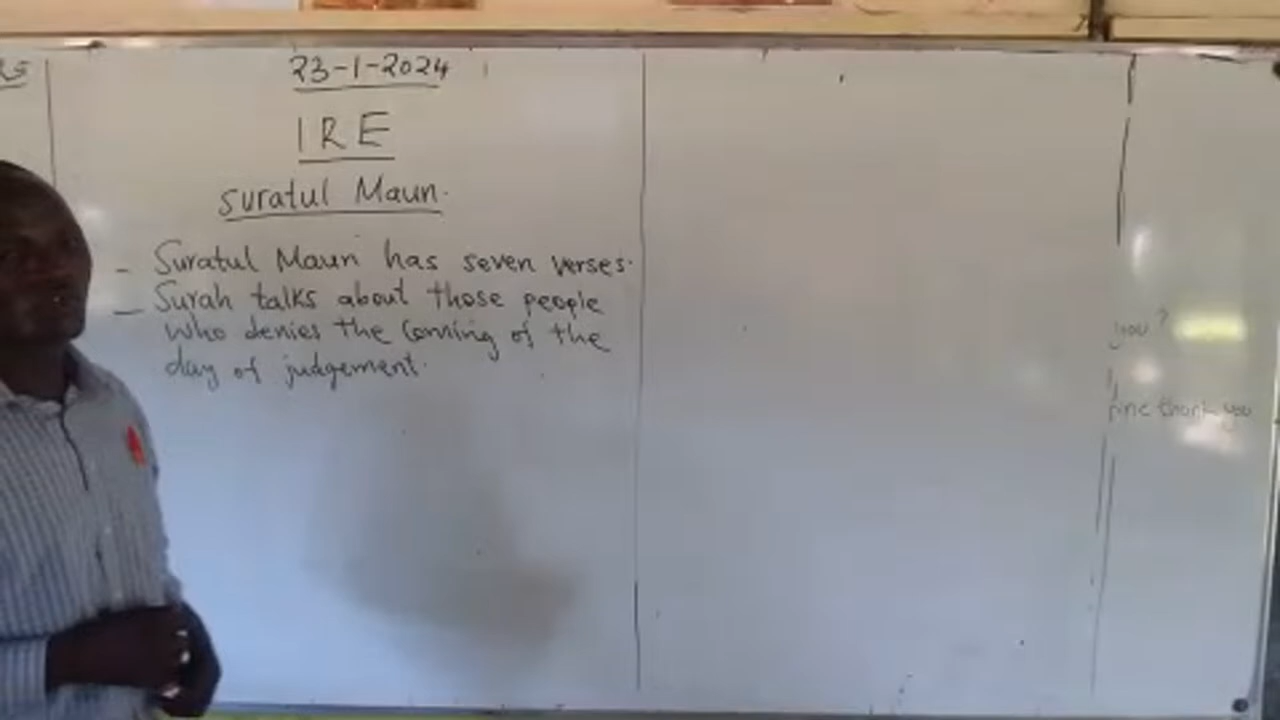 23-1-2024
IRE
Suratul Maun.
- Suratul Maun has seven verses.
- Surah talks about those people
who denies the coming of the
day of judgement.
you?
fine thank you